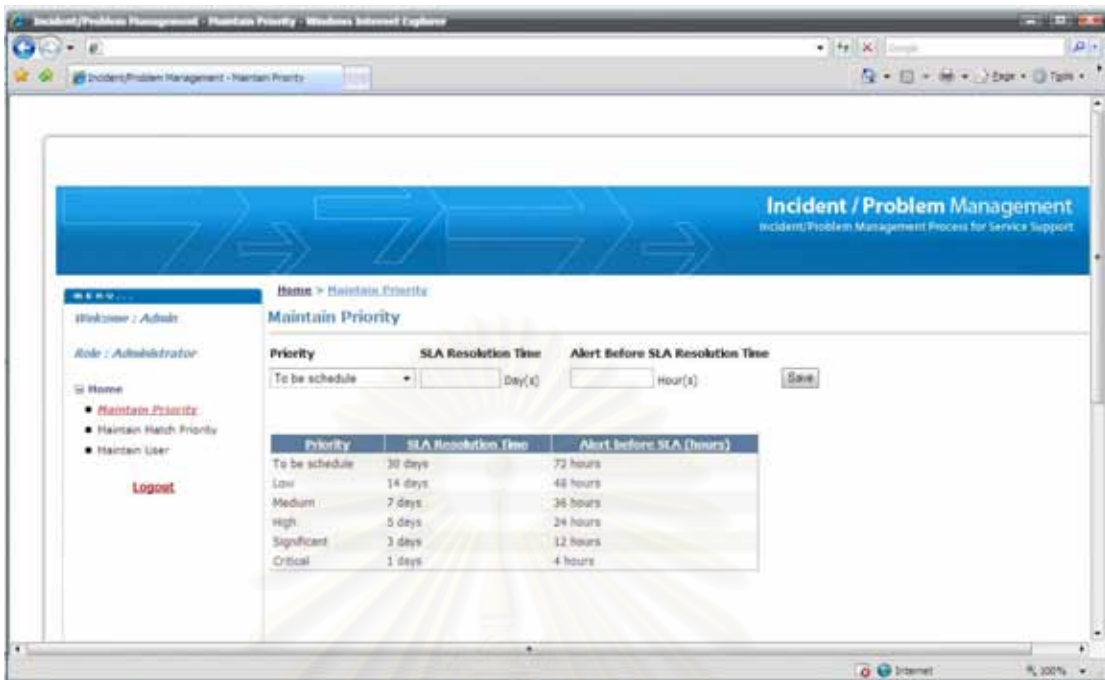 Incident/Problem Management - Maintain Priority - Windows Internet Explorer
Google
Incident/Problem Management - Maintain Priority
Page Tools
Incident / Problem Management
Incident/Problem Management Process for Service Support
MENU...
Welcome : Admin
Role : Administrator
Home
Maintain Priority
Maintain Match Priority
Maintain User
Logout
Home > Maintain Priority
Maintain Priority
Priority SLA Resolution Time Alert Before SLA Resolution Time
To be schedule Day(s) Hour(s) Save
Priority SLA Resolution Time Alert before SLA (hours)
To be schedule 30 days 72 hours
Low 14 days 48 hours
Medium 7 days 36 hours
High 5 days 24 hours
Significant 3 days 12 hours
Critical 1 days 4 hours
Internet 100%